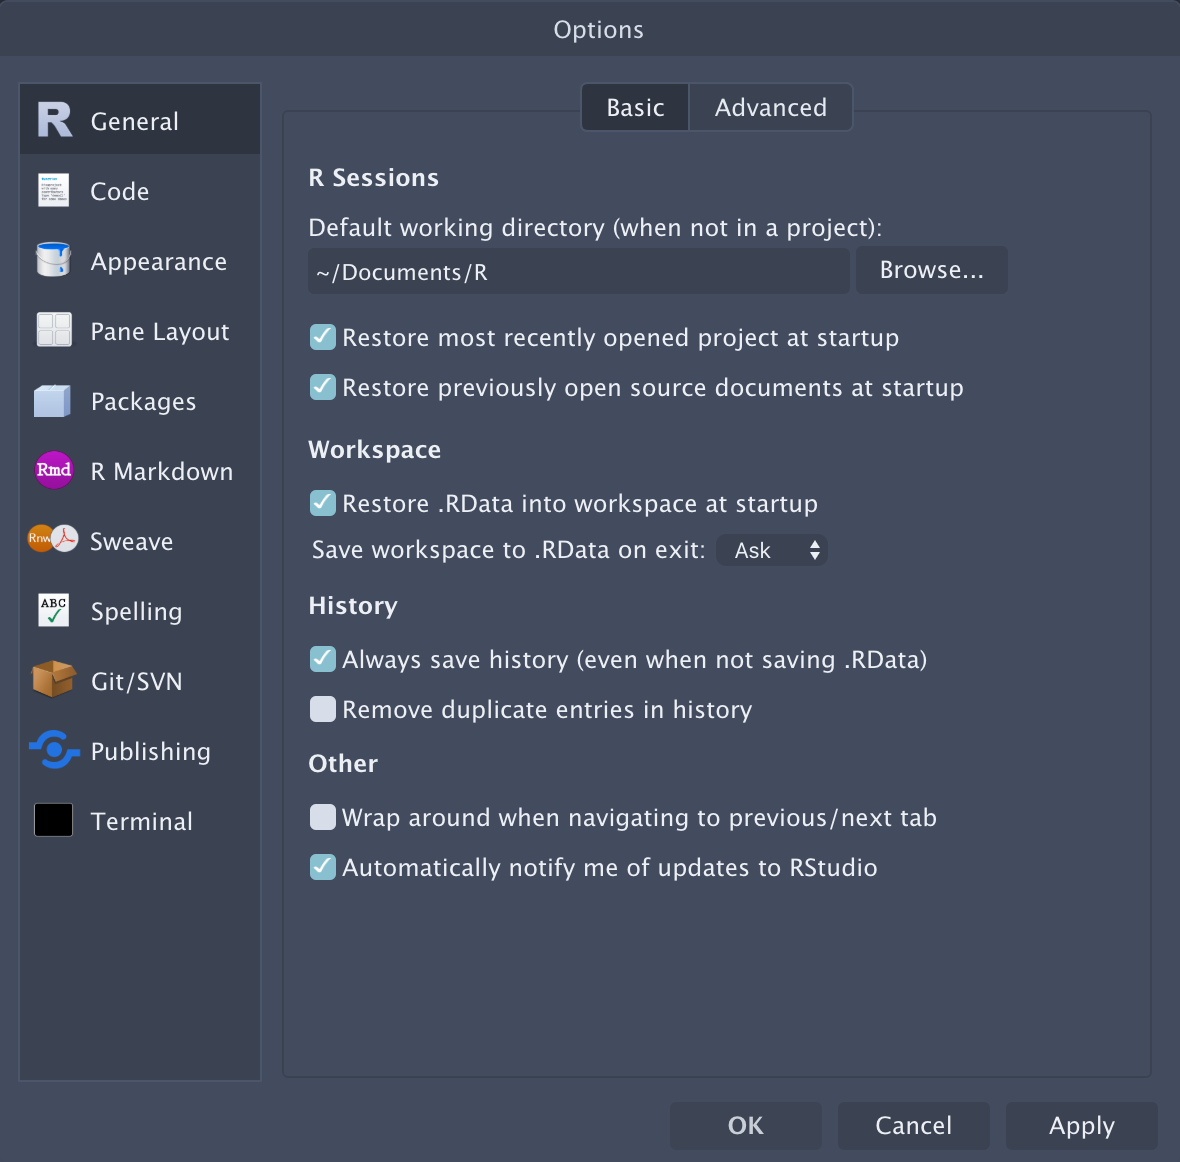 Options
General
Code
Appearance
Pane Layout
Packages
Rmd
R Markdown
Rnw
Sweave
ABC
Spelling
Git/SVN
Publishing
Terminal
Basic
Advanced
R Sessions
Default working directory (when not in a project):
~/Documents/R
Browse...
Restore most recently opened project at startup
Restore previously open source documents at startup
Workspace
Restore .RData into workspace at startup
Save workspace to .RData on exit:
Ask
History
Always save history (even when not saving .RData)
Remove duplicate entries in history
Other
Wrap around when navigating to previous/next tab
Automatically notify me of updates to RStudio
OK
Cancel
Apply